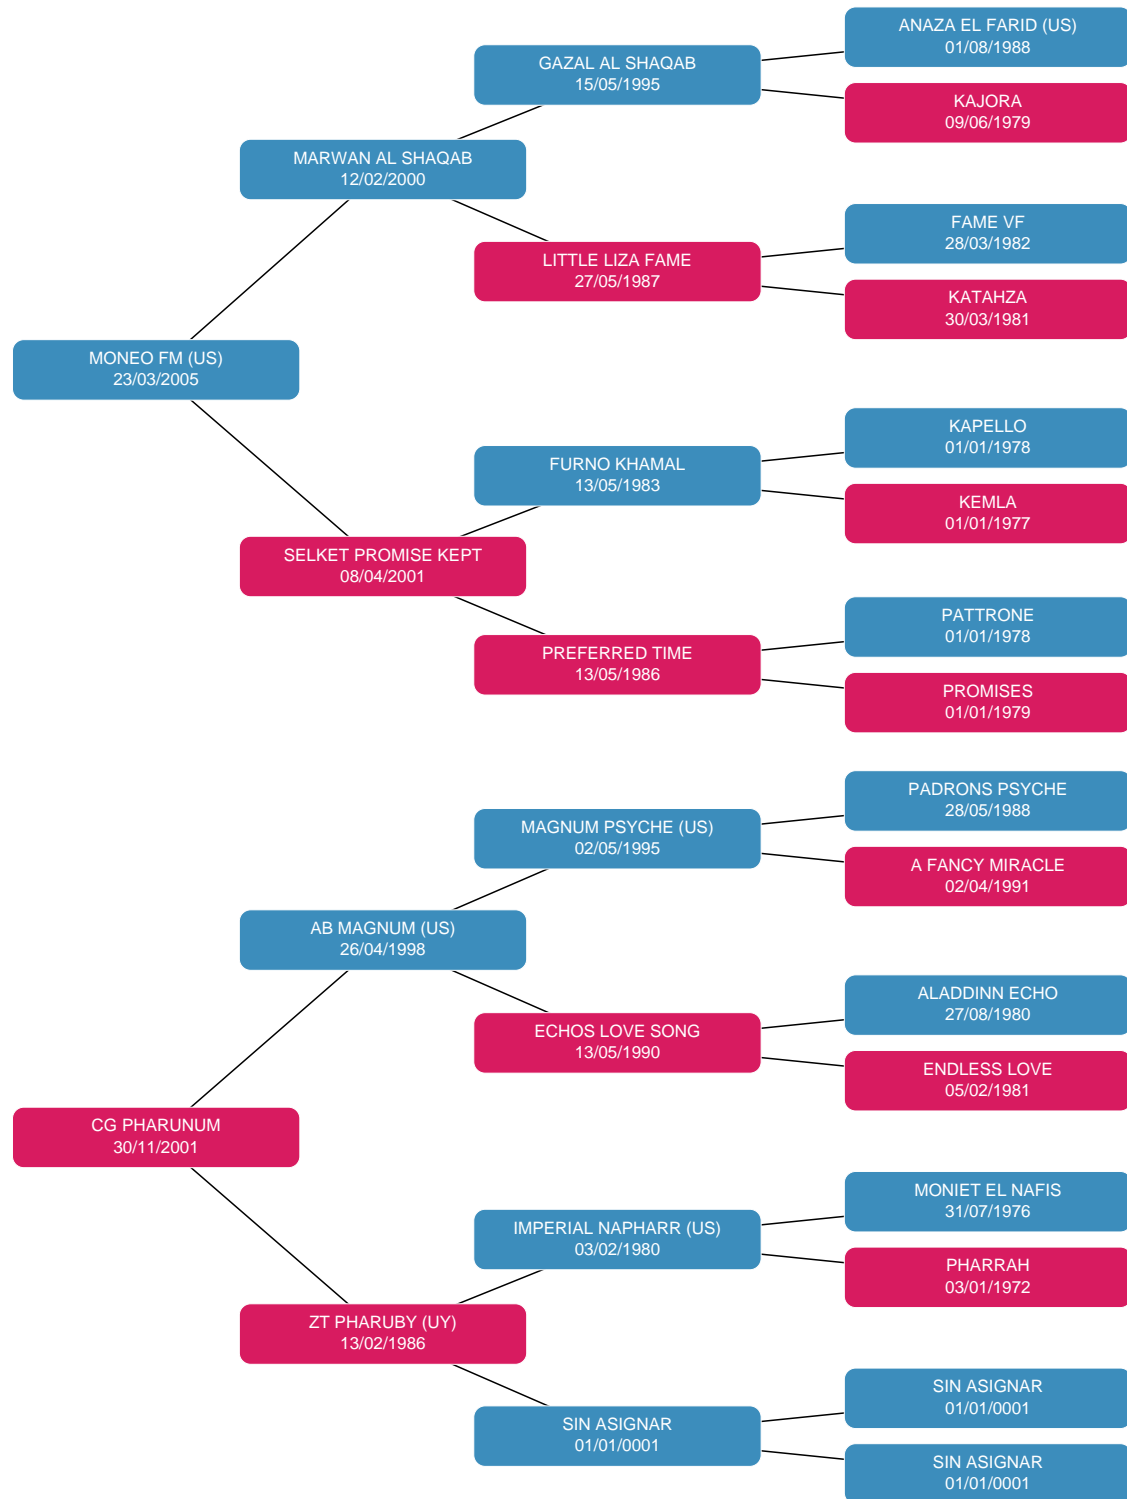 ANAZA EL FARID (US)
01/08/1988
GAZAL AL SHAQAB
15/05/1995
KAJORA
09/06/1979
MARWAN AL SHAQAB
12/02/2000
FAME VF
28/03/1982
LITTLE LIZA FAME
27/05/1987
KATAHZA
30/03/1981
MONEO FM (US)
23/03/2005
KAPELLO
01/01/1978
FURNO KHAMAL
13/05/1983
KEMLA
01/01/1977
SELKET PROMISE KEPT
08/04/2001
PATTRONE
01/01/1978
PREFERRED TIME
13/05/1986
PROMISES
01/01/1979
PADRONS PSYCHE
28/05/1988
MAGNUM PSYCHE (US)
02/05/1995
A FANCY MIRACLE
02/04/1991
AB MAGNUM (US)
26/04/1998
ALADDINN ECHO
27/08/1980
ECHOS LOVE SONG
13/05/1990
ENDLESS LOVE
05/02/1981
CG PHARUNUM
30/11/2001
MONIET EL NAFIS
31/07/1976
IMPERIAL NAPHARR (US)
03/02/1980
PHARRAH
03/01/1972
ZT PHARUBY (UY)
13/02/1986
SIN ASIGNAR
01/01/0001
SIN ASIGNAR
01/01/0001
SIN ASIGNAR
01/01/0001